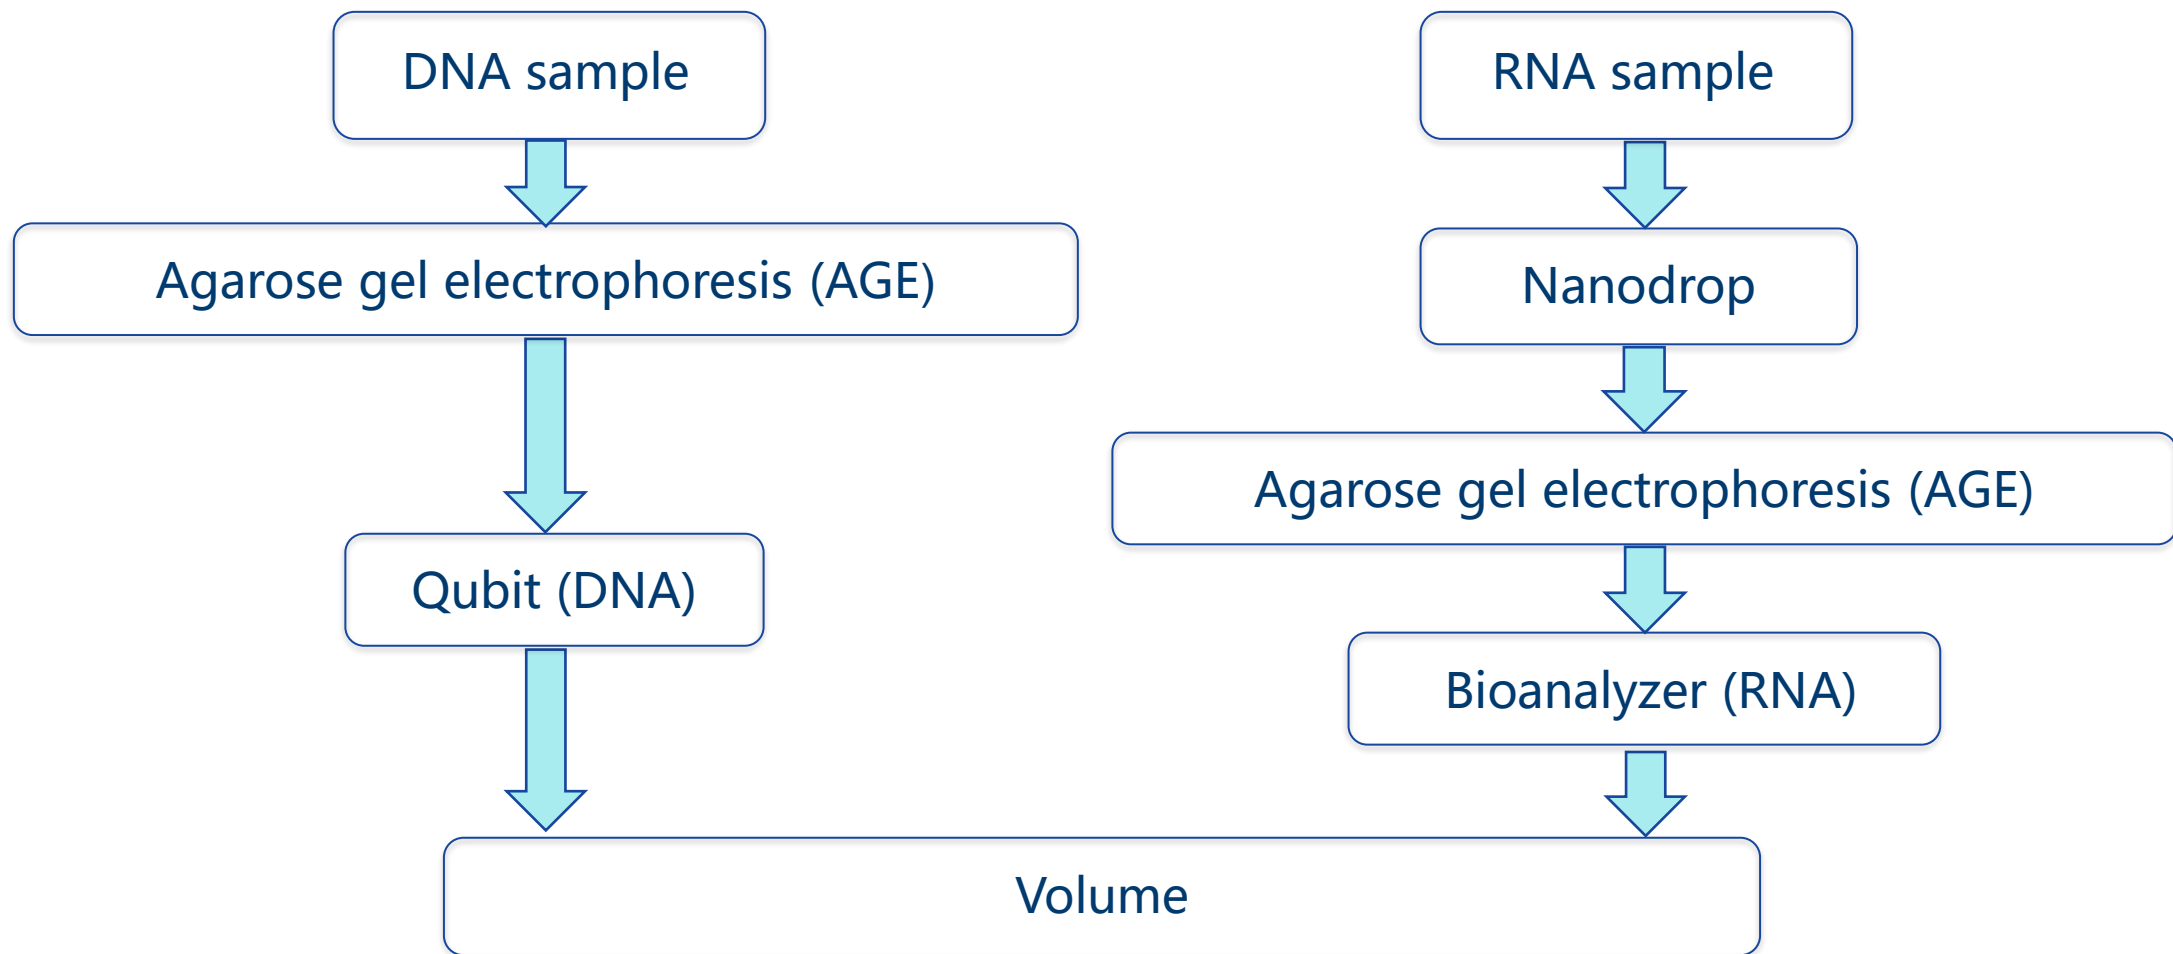 DNA sample
Agarose gel electrophoresis (AGE)
Qubit (DNA)
RNA sample
Nanodrop
Agarose gel electrophoresis (AGE)
Bioanalyzer (RNA)
Volume